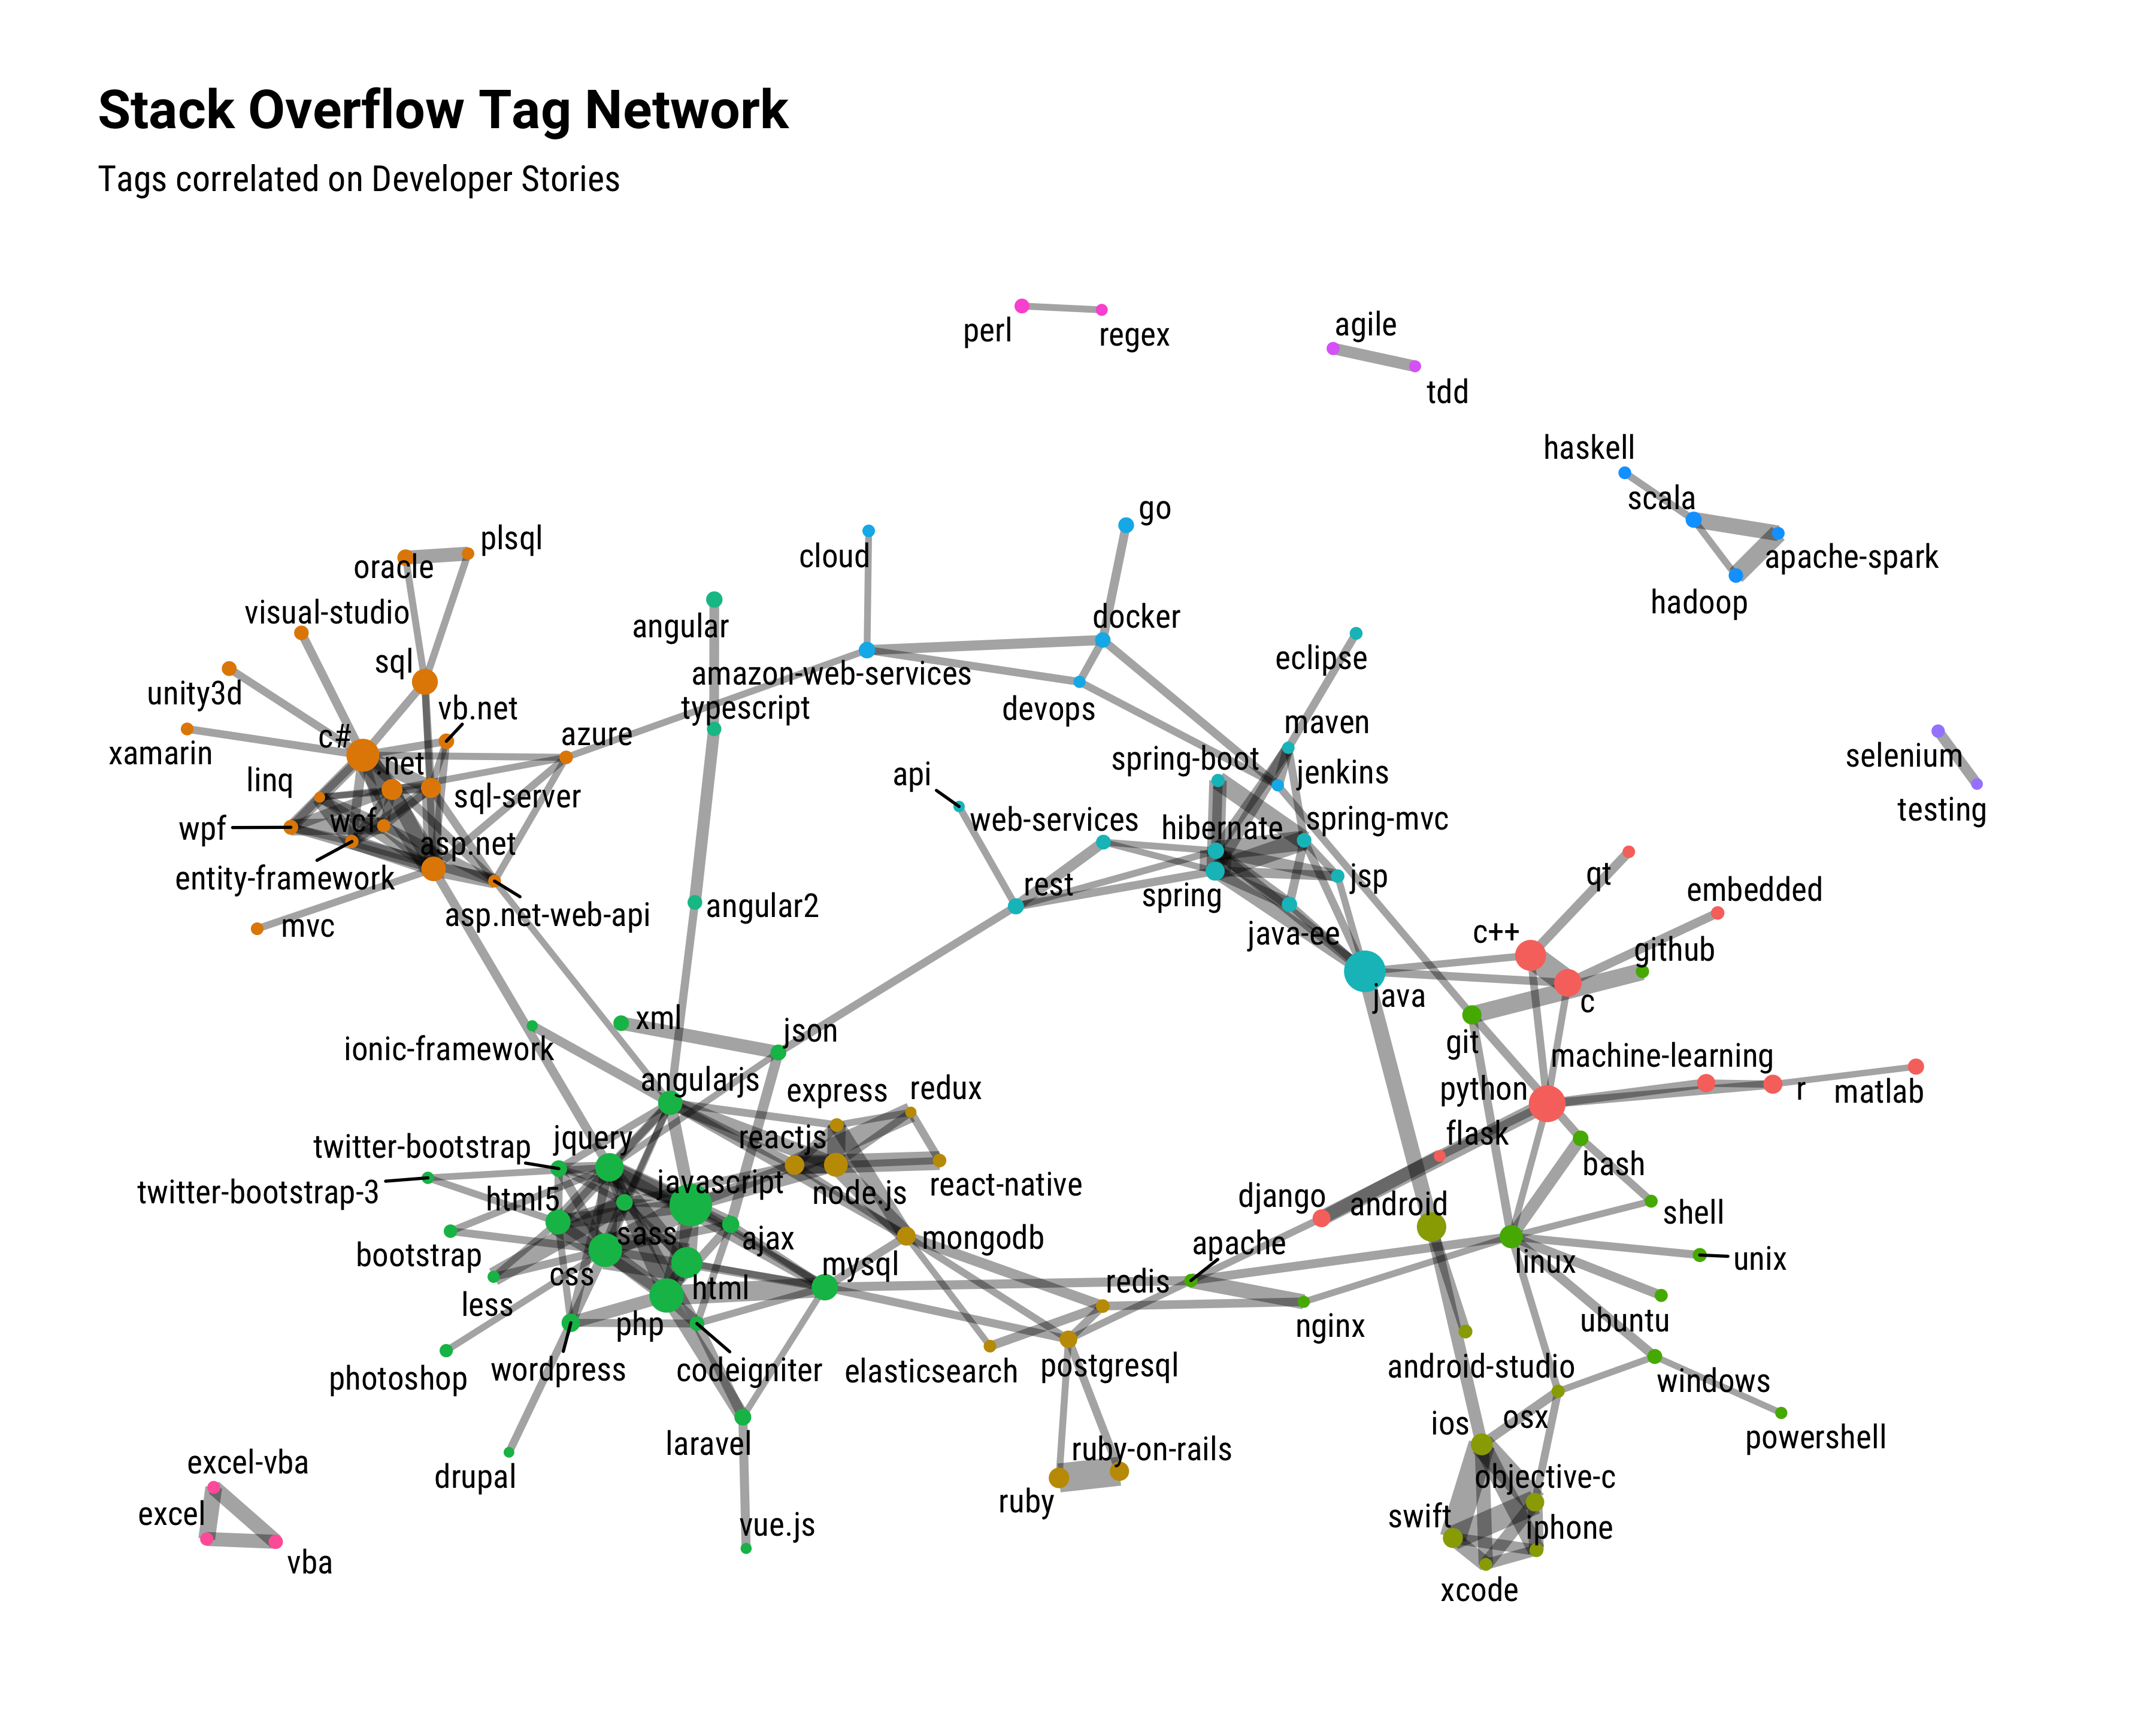 Stack Overflow Tag Network
Tags correlated on Developer Stories
perl
regex
agile
tdd
haskell
scala
apache-spark
hadoop
go
cloud
docker
plsql
oracle
visual-studio
angular
sql
unity3d
amazon-web-services
typescript
devops
eclipse
vb.net
xamarin
c#
azure
maven
.net
linq
sql-server
api
spring-boot
jenkins
selenium
testing
wpf
wcf
asp.net
web-services
hibernate
spring-mvc
entity-framework
rest
spring
jsp
qt
embedded
mvc
asp.net-web-api
angular2
java-ee
c++
github
java
c
xml
json
git
ionic-framework
machine-learning
angularjs
express
redux
python
r
matlab
twitter-bootstrap
jquery
reactjs
flask
bash
twitter-bootstrap-3
html5
javascript
node.js
react-native
django
android
shell
bootstrap
sass
ajax
mongodb
apache
linux
unix
less
css
html
mysql
redis
ubuntu
php
nginx
photoshop
wordpress
codeigniter
elasticsearch
postgresql
android-studio
windows
ios
osx
powershell
laravel
ruby-on-rails
excel-vba
drupal
objective-c
excel
ruby
swift
iphone
vue.js
vba
xcode